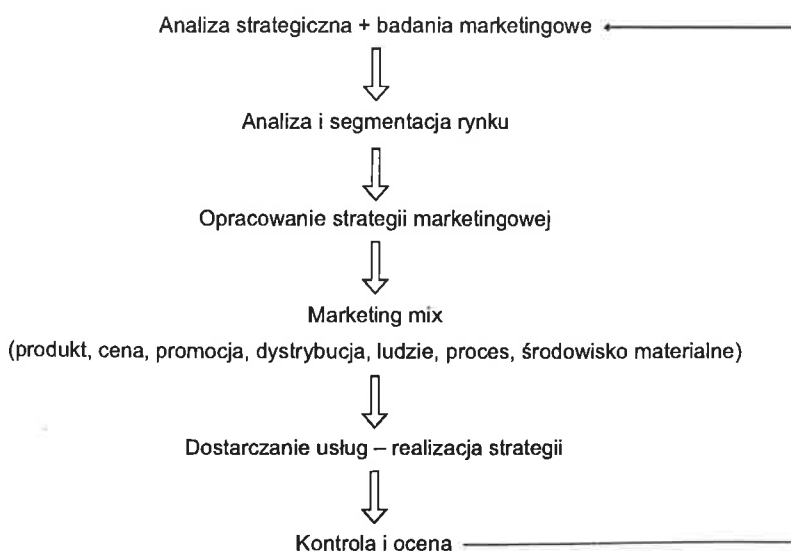 Analiza strategiczna + badania marketingowe
Analiza i segmentacja rynku
Opracowanie strategii marketingowej
Marketing mix
(produkt, cena, promocja, dystrybucja, ludzie, proces, środowisko materialne)
Dostarczanie usług – realizacja strategii
Kontrola i ocena